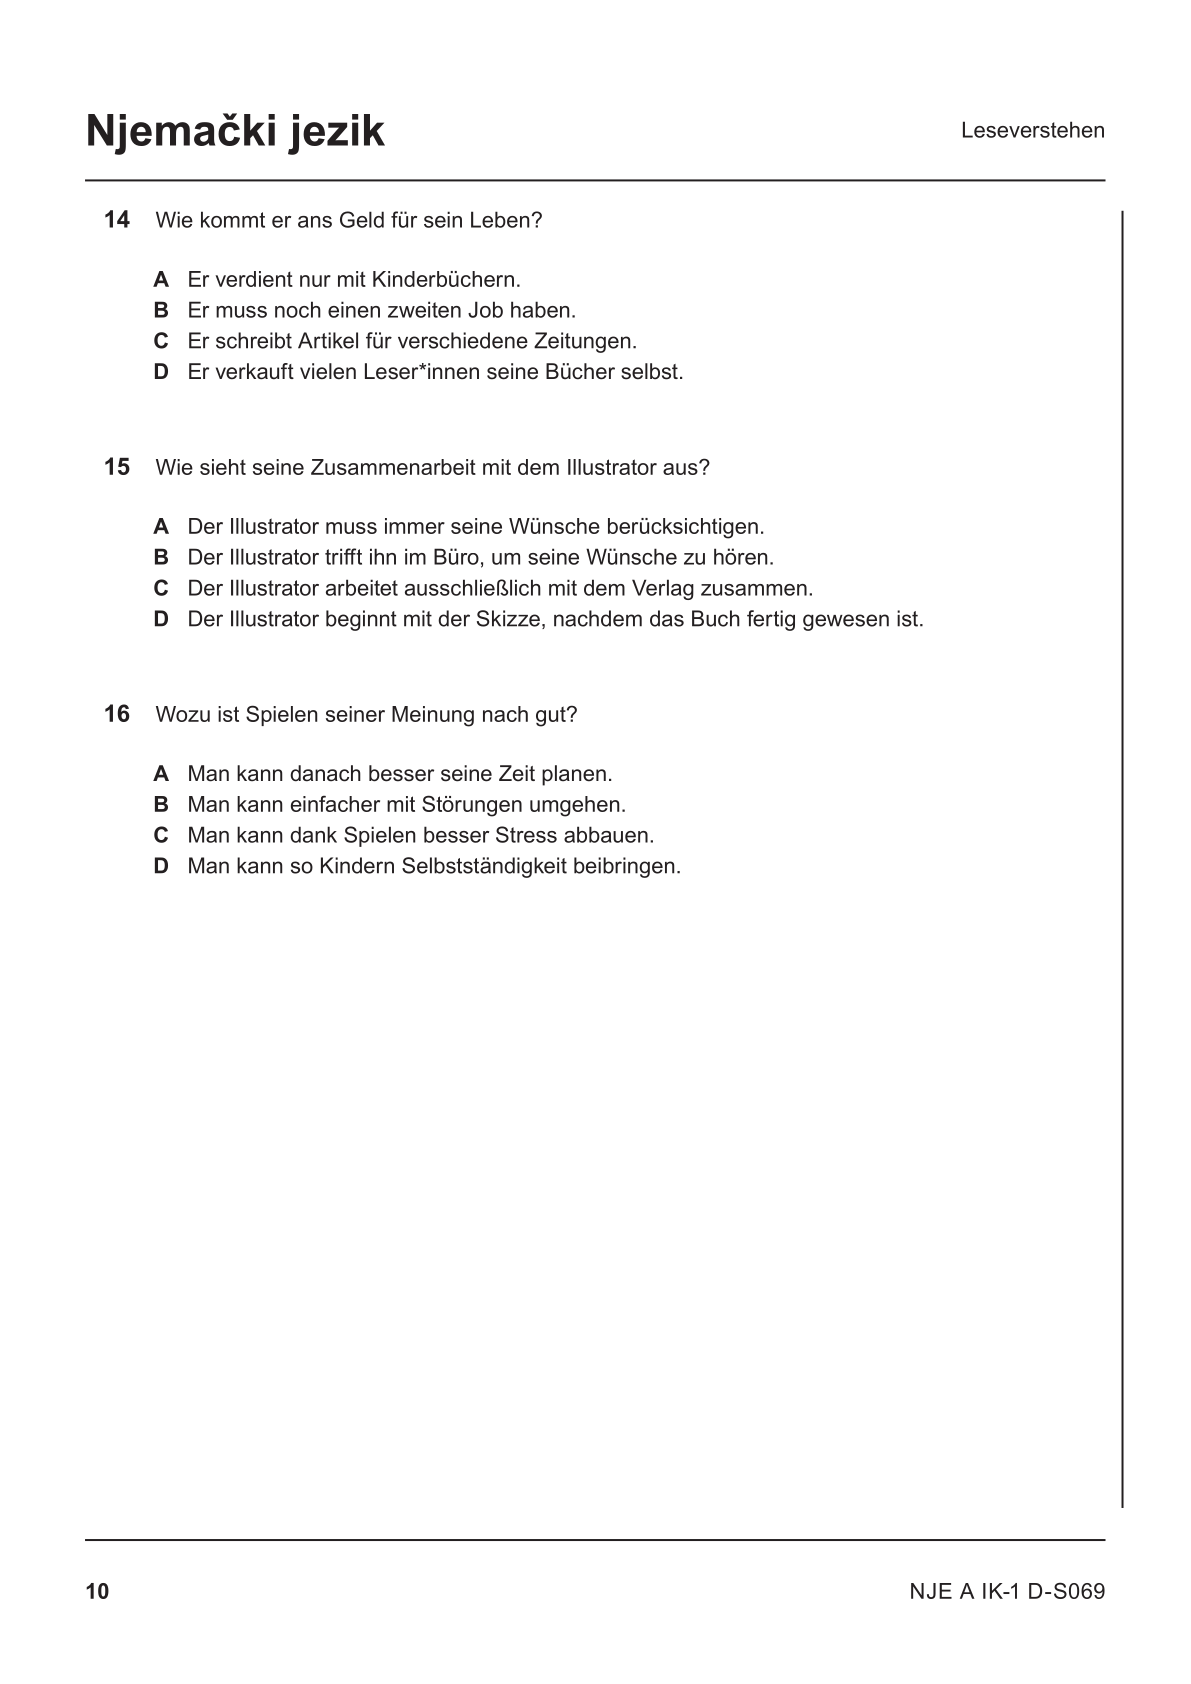 Njemački jezik
Leseverstehen
14 Wie kommt er ans Geld für sein Leben?
A Er verdient nur mit Kinderbüchern.
B Er muss noch einen zweiten Job haben.
C Er schreibt Artikel für verschiedene Zeitungen.
D Er verkauft vielen Leser*innen seine Bücher selbst.
15 Wie sieht seine Zusammenarbeit mit dem Illustrator aus?
A Der Illustrator muss immer seine Wünsche berücksichtigen.
B Der Illustrator trifft ihn im Büro, um seine Wünsche zu hören.
C Der Illustrator arbeitet ausschließlich mit dem Verlag zusammen.
D Der Illustrator beginnt mit der Skizze, nachdem das Buch fertig gewesen ist.
16 Wozu ist Spielen seiner Meinung nach gut?
A Man kann danach besser seine Zeit planen.
B Man kann einfacher mit Störungen umgehen.
C Man kann dank Spielen besser Stress abbauen.
D Man kann so Kindern Selbstständigkeit beibringen.
10
NJE A IK-1 D-S069